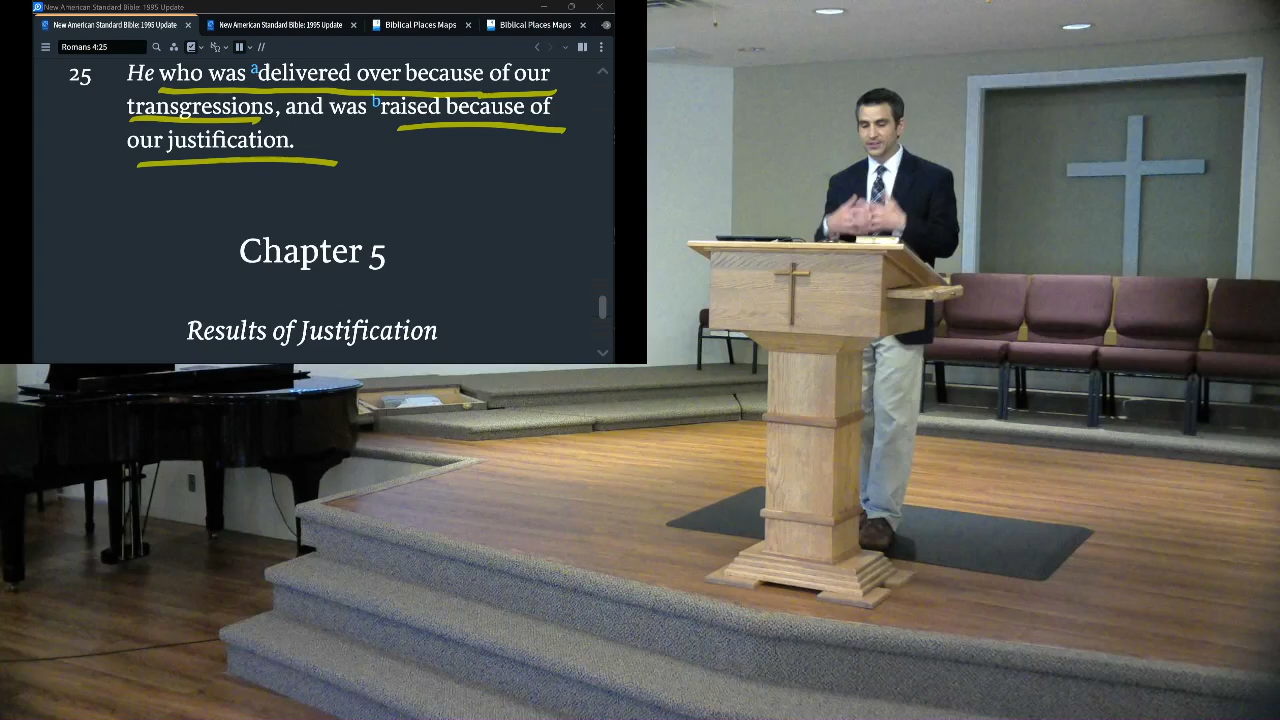 New American Standard Bible: 1995 Update
New American Standard Bible: 1995 Update
New American Standard Bible: 1995 Update
Biblical Places Maps
Biblical Places Maps
Romans 4:25
25 He who was adelivered over because of our
transgressions, and was braised because of
our justification.
Chapter 5
Results of Justification